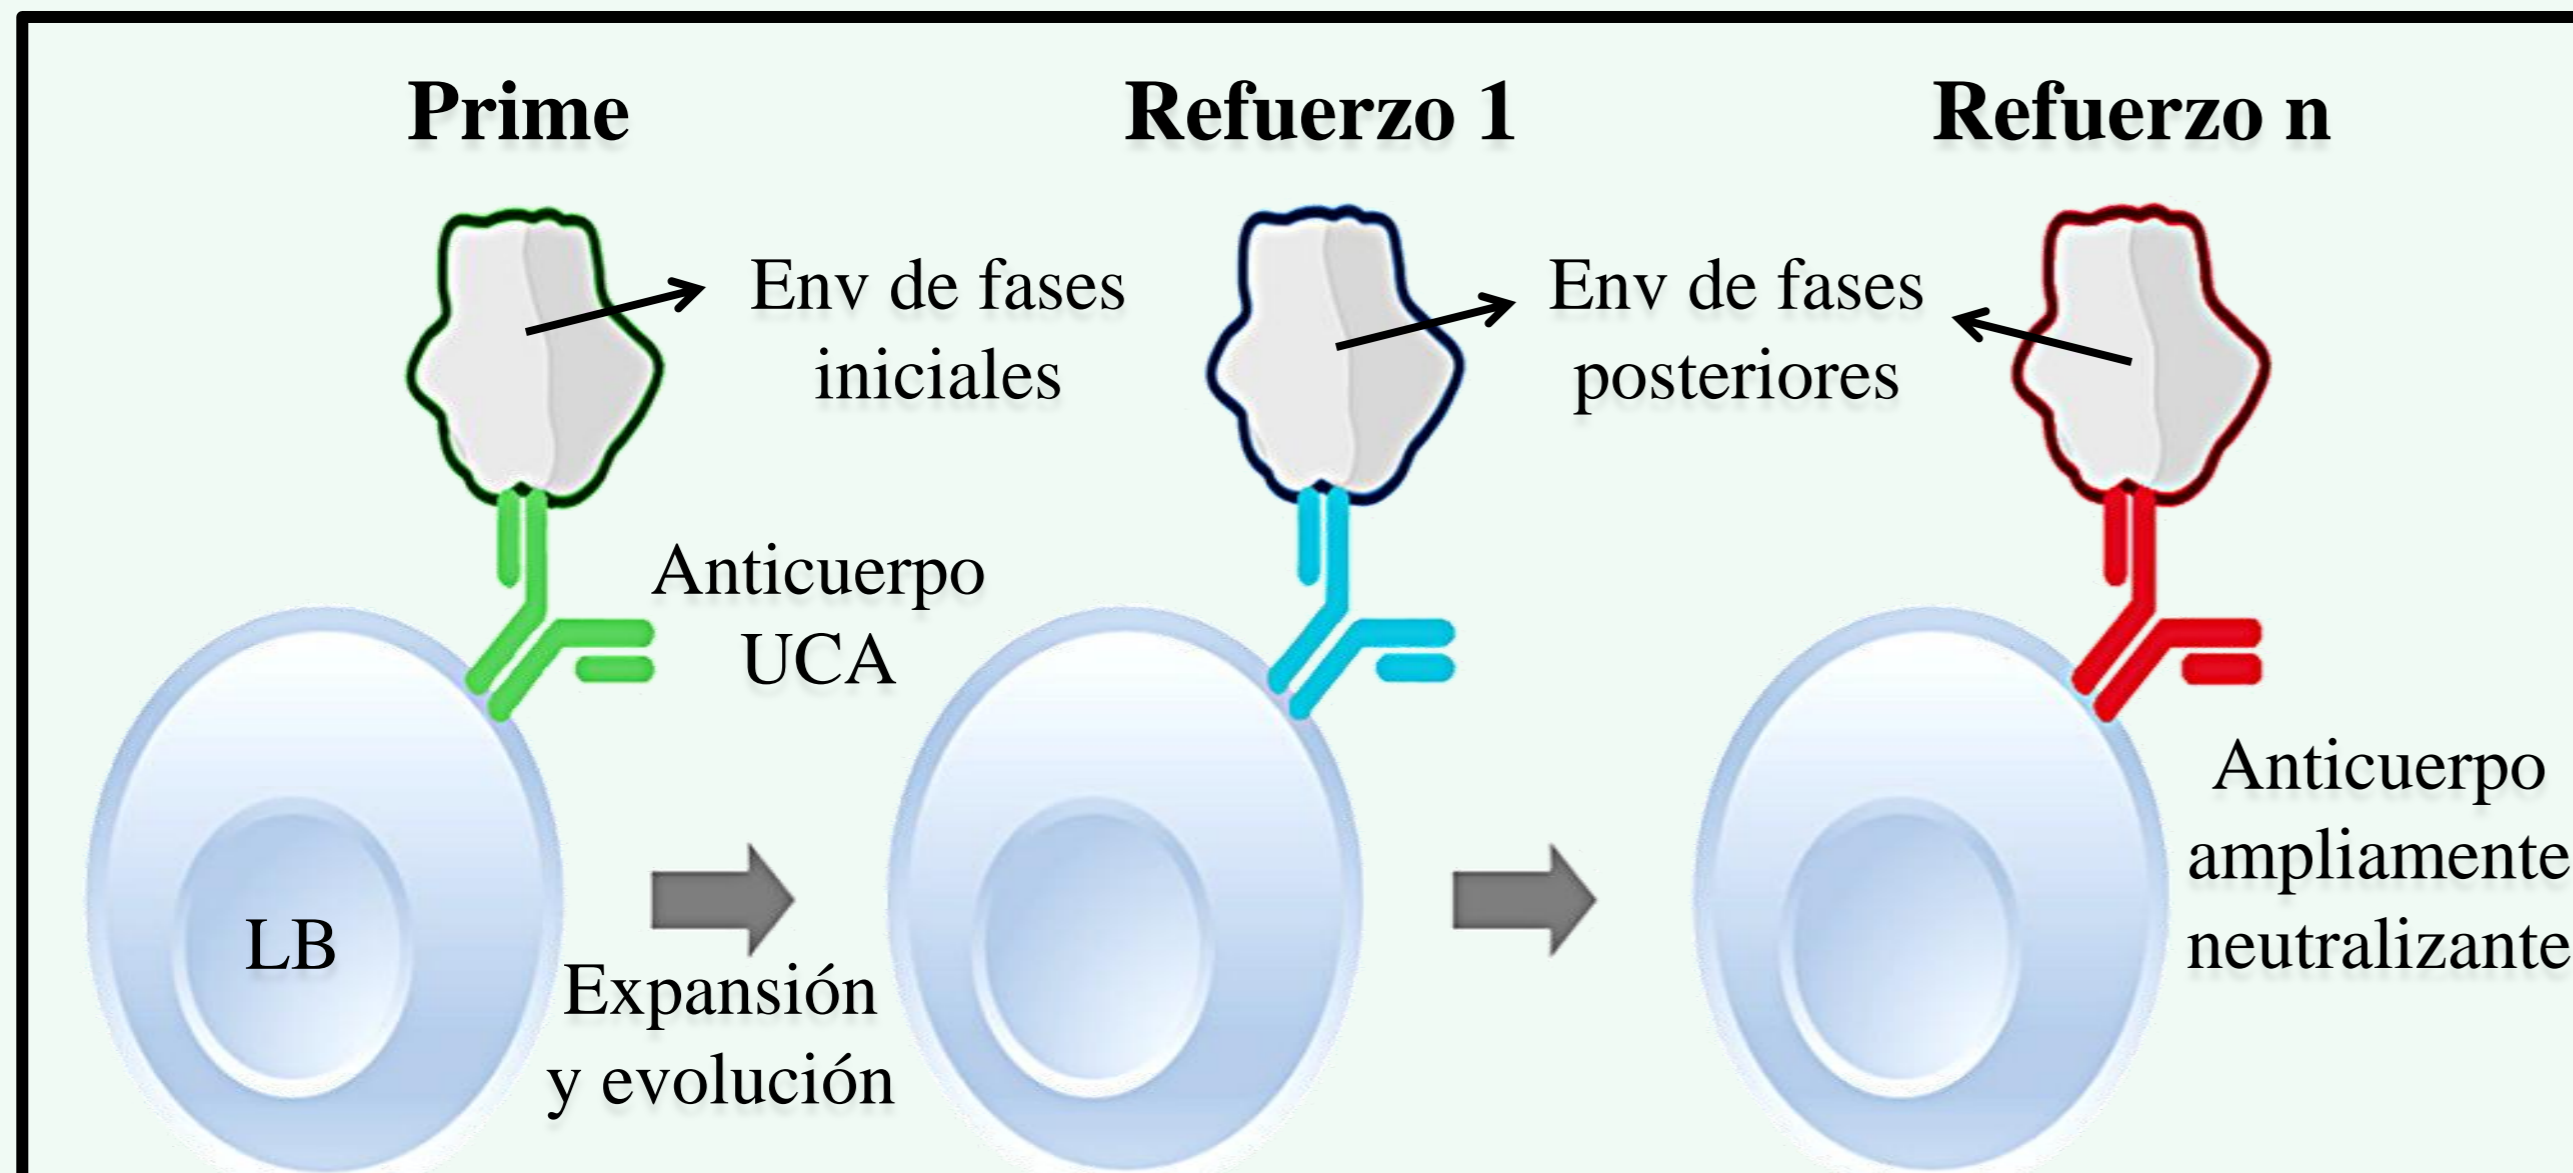 Prime
Refuerzo 1
Refuerzo n
Env de fases
iniciales
Env de fases
posteriores
Anticuerpo
UCA
LB
Expansión
y evolución
Anticuerpo
ampliamente
neutralizante